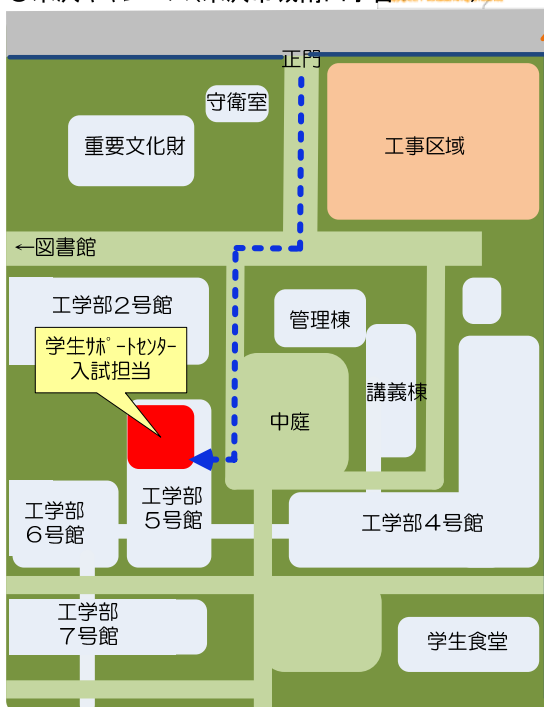 正門
守衛室
重要文化財
工事区域
←図書館
工学部2号館
管理棟
学生ｻﾎﾟｰﾄｾﾝﾀｰ
入試担当
講義棟
中庭
工学部
5号館
工学部
6号館
工学部4号館
工学部
7号館
学生食堂